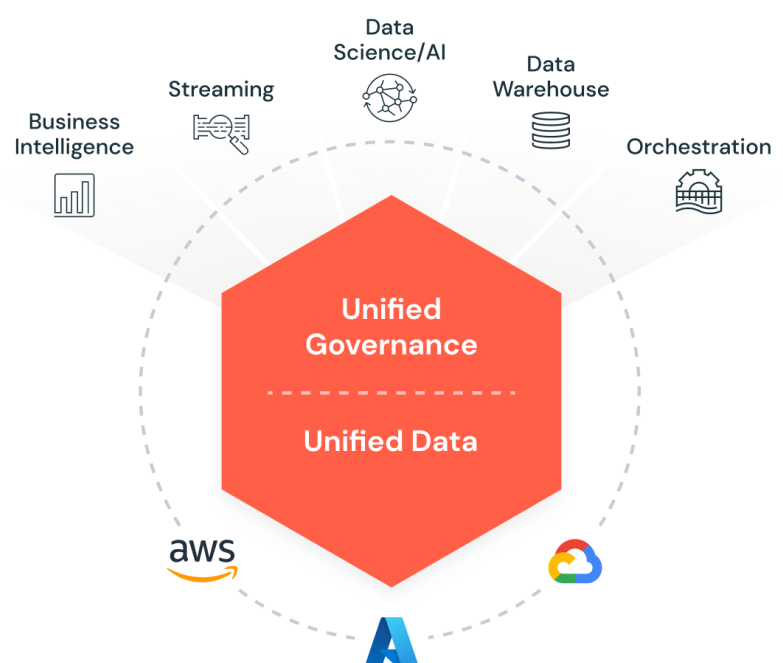 Data
Science/AI
Data
Warehouse
Streaming
Business
Intelligence
Orchestration
Unified
Governance
Unified Data
aws